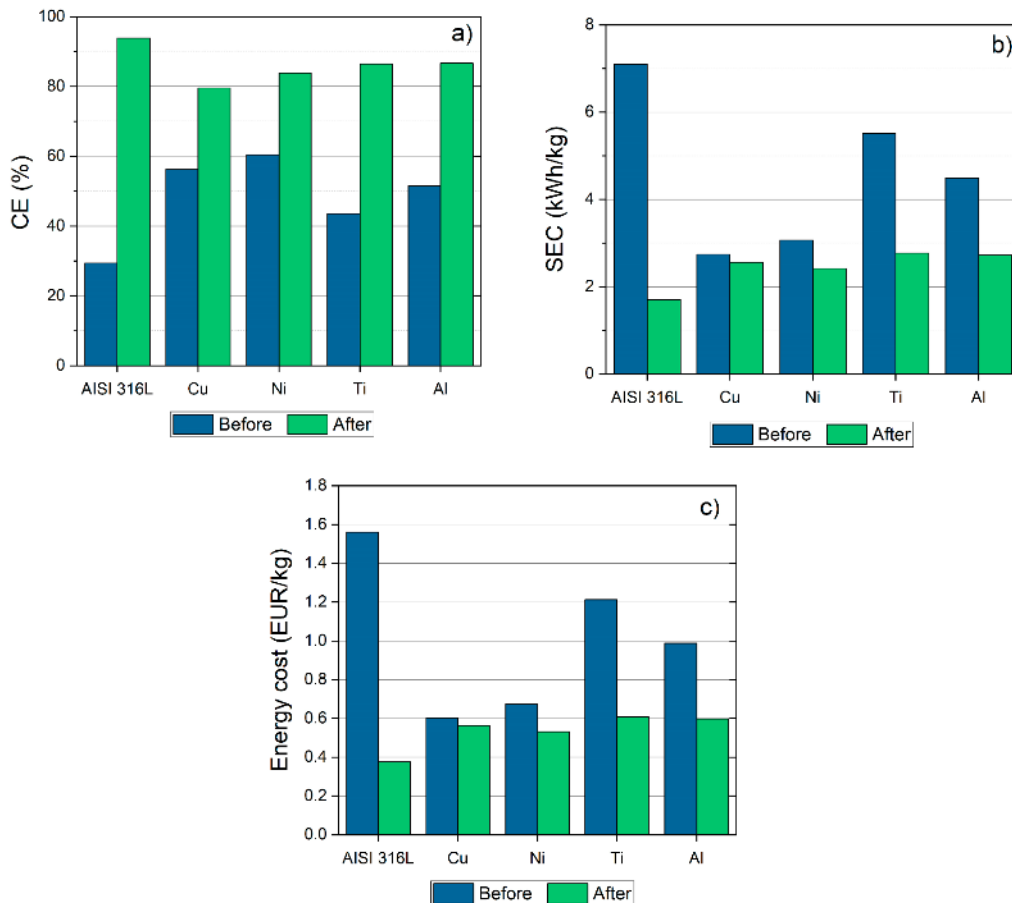 a)
CE (%)
100
80
60
40
20
0
AISI 316L Cu Ni Ti Al
Before After
b)
SEC (kWh/kg)
8
6
4
2
0
AISI 316L Cu Ni Ti Al
Before After
c)
Energy cost (EUR/kg)
1.8
1.6
1.4
1.2
1.0
0.8
0.6
0.4
0.2
0.0
AISI 316L Cu Ni Ti Al
Before After